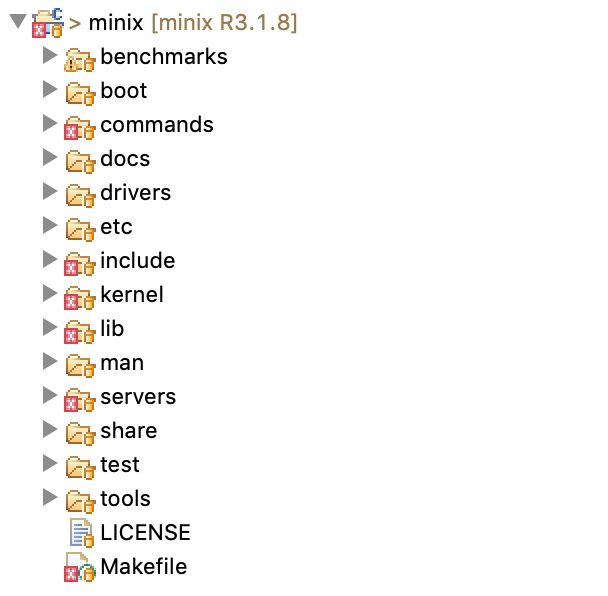 > minix [minix R3.1.8]
benchmarks
boot
commands
docs
drivers
etc
include
kernel
lib
man
servers
share
test
tools
LICENSE
Makefile